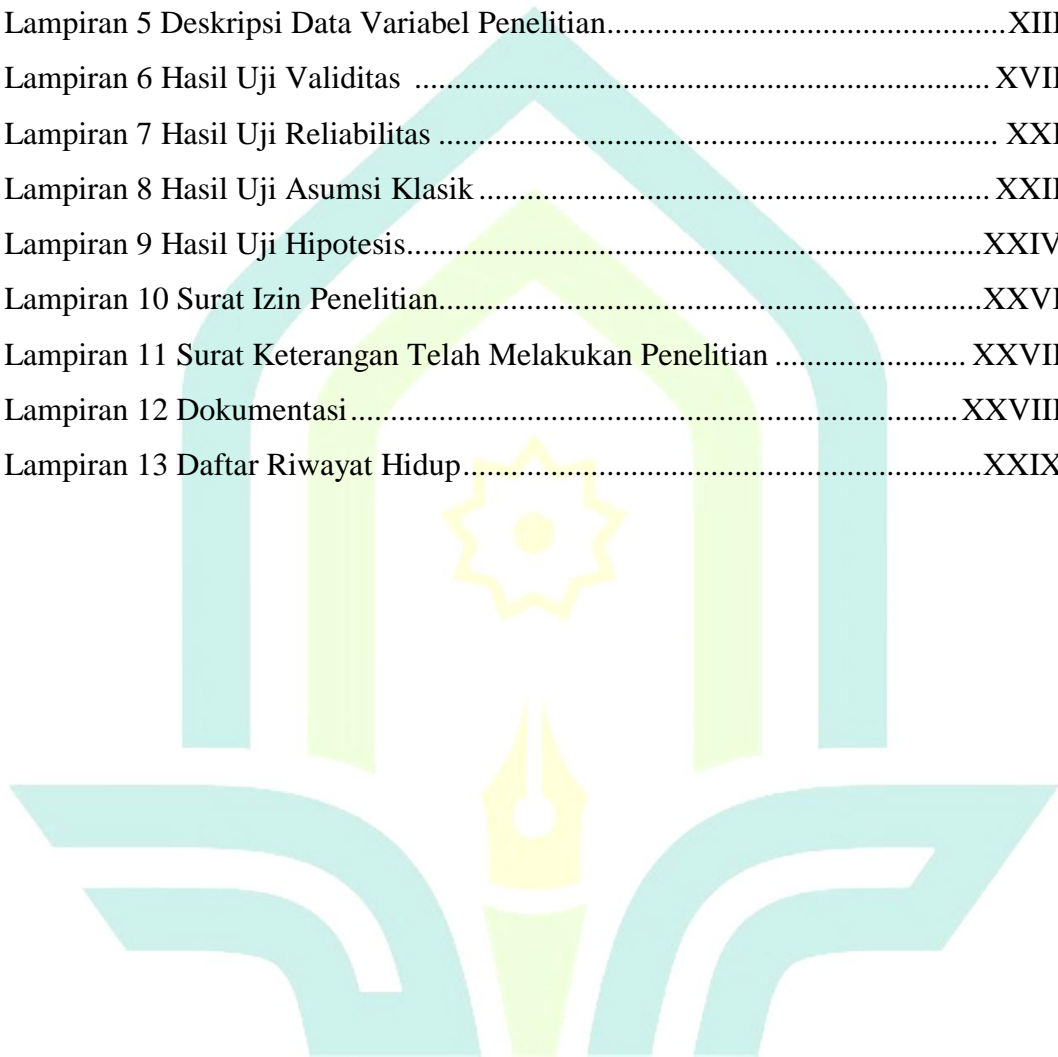 Lampiran 5 Deskripsi Data Variabel Penelitian..................................................XIII
Lampiran 6 Hasil Uji Validitas ........................................................................ XVII
Lampiran 7 Hasil Uji Reliabilitas ...................................................................... XXI
Lampiran 8 Hasil Uji Asumsi Klasik ................................................................ XXII
Lampiran 9 Hasil Uji Hipotesis........................................................................XXIV
Lampiran 10 Surat Izin Penelitian....................................................................XXVI
Lampiran 11 Surat Keterangan Telah Melakukan Penelitian ........................ XXVII
Lampiran 12 Dokumentasi............................................................................XXVIII
Lampiran 13 Daftar Riwayat Hidup.................................................................XXIX